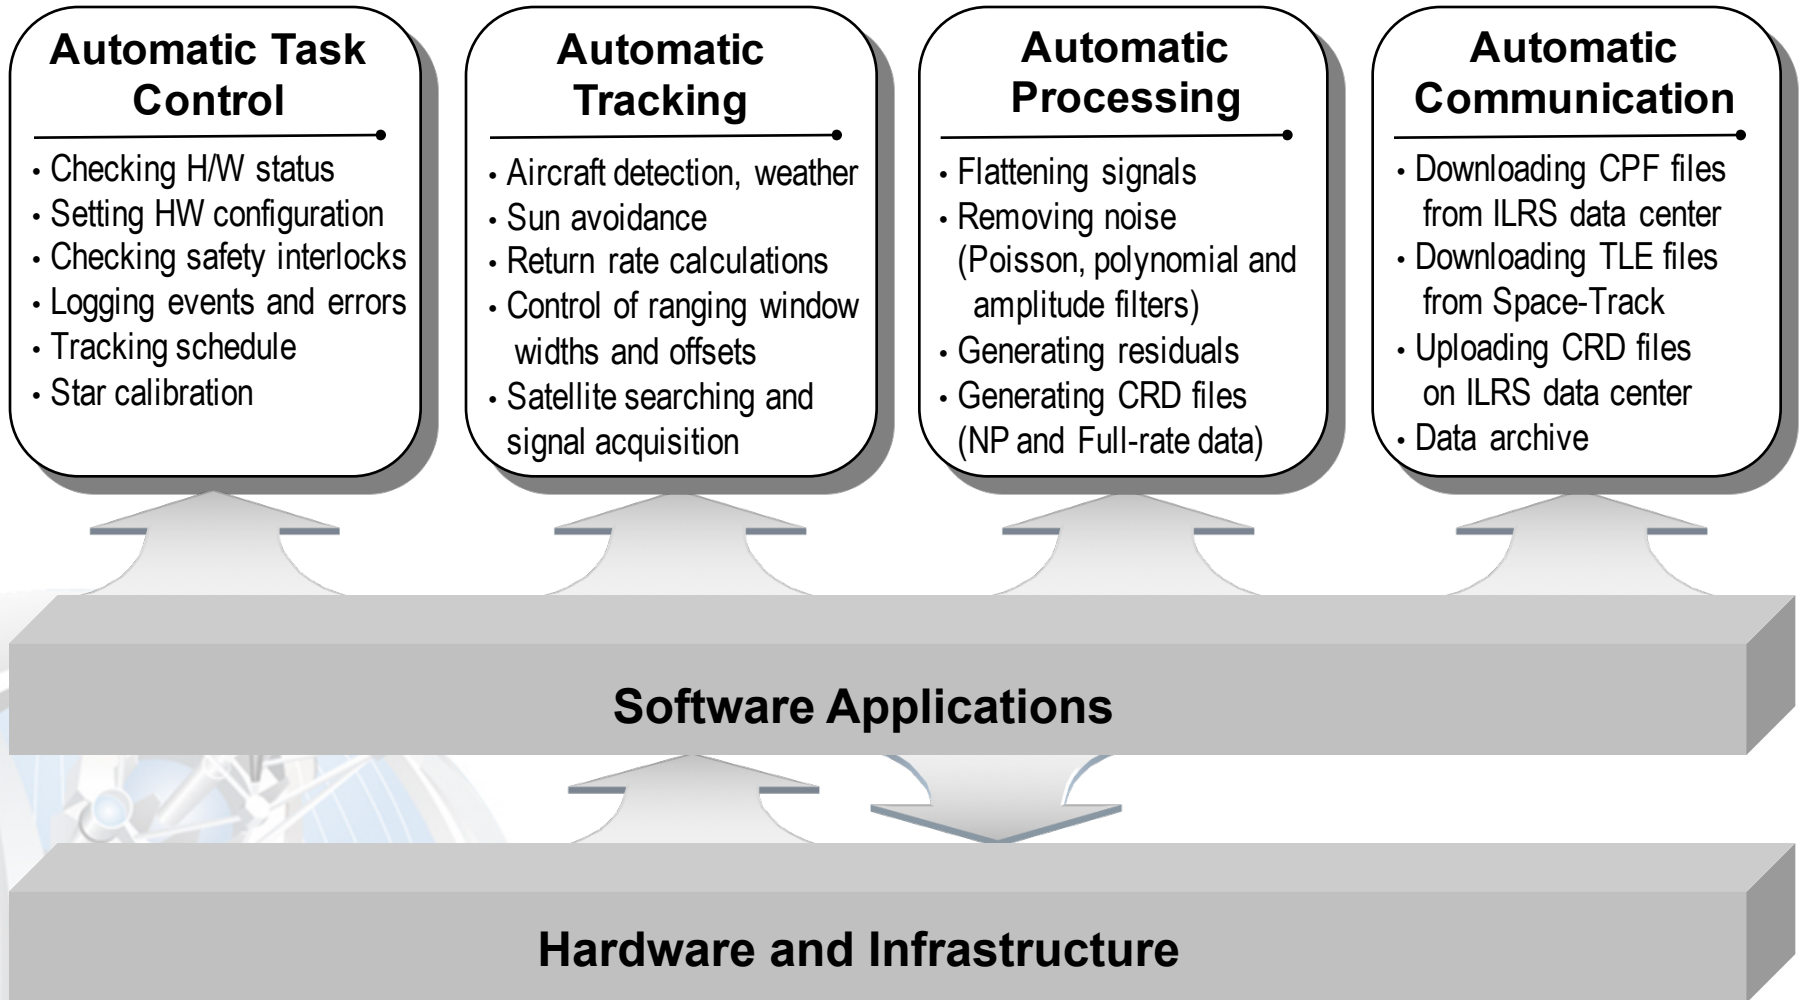 Automatic Task
Control
• Checking H/W status
• Setting HW configuration
• Checking safety interlocks
• Logging events and errors
• Tracking schedule
• Star calibration
Automatic
Tracking
• Aircraft detection, weather
• Sun avoidance
• Return rate calculations
• Control of ranging window
widths and offsets
• Satellite searching and
signal acquisition
Automatic
Processing
• Flattening signals
• Removing noise
(Poisson, polynomial and
amplitude filters)
• Generating residuals
• Generating CRD files
(NP and Full-rate data)
Automatic
Communication
• Downloading CPF files
from ILRS data center
• Downloading TLE files
from Space-Track
• Uploading CRD files
on ILRS data center
• Data archive
Software Applications
Hardware and Infrastructure